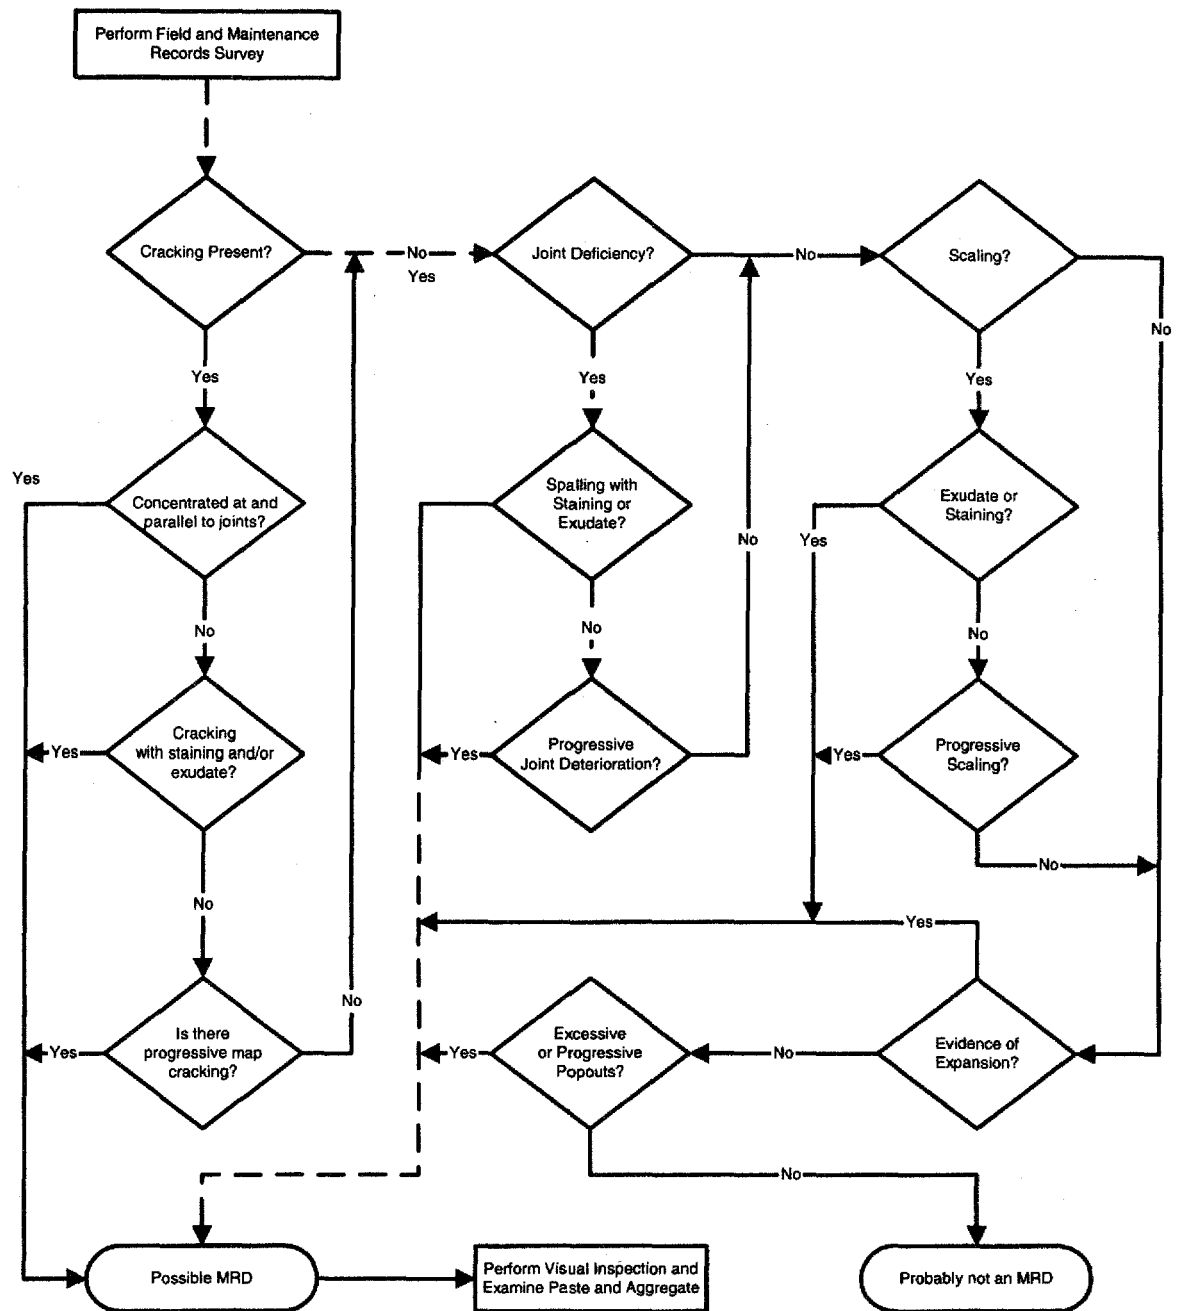 Perform Field and Maintenance
Records Survey
Cracking Present?
No
Yes
Joint Deficiency?
No
Scaling?
No
Yes
Yes
Yes
Yes
Concentrated at and
parallel to joints?
Spalling with
Staining or
Exudate?
No
Exudate or
Staining?
Yes
No
No
No
Cracking
with staining and/or
exudate?
Yes
Progressive
Joint Deterioration?
Yes
Progressive
Scaling?
Yes
No
No
Yes
No
Is there
progressive map
cracking?
Yes
Excessive
or Progressive
Popouts?
Yes
No
Evidence of
Expansion?
No
Possible MRD
Perform Visual Inspection and
Examine Paste and Aggregate
Probably not an MRD